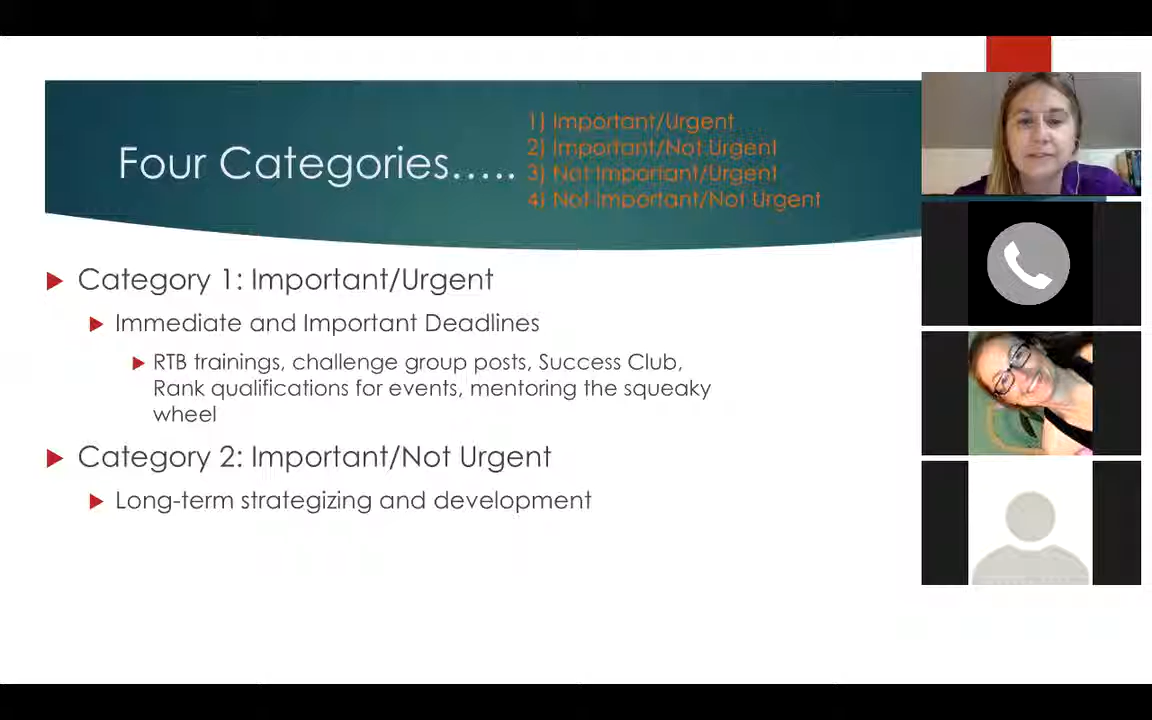 Four Categories.....
1) Important/Urgent
2) Important/Not Urgent
3) Not Important/Urgent
4) Not Important/Not Urgent
Category 1: Important/Urgent
Immediate and Important Deadlines
RTB trainings, challenge group posts, Success Club,
Rank qualifications for events, mentoring the squeaky
wheel
Category 2: Important/Not Urgent
Long-term strategizing and development